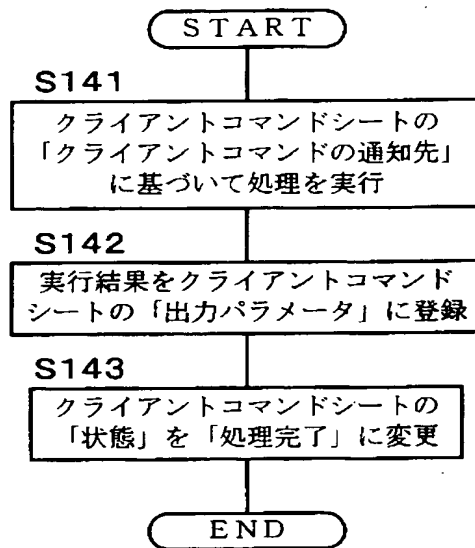 START
S141
クライアントコマンドシートの
「クライアントコマンドの通知先」
に基づいて処理を実行
S142
実行結果をクライアントコマンド
シートの「出力パラメータ」に登録
S143
クライアントコマンドシートの
「状態」を「処理完了」に変更
END